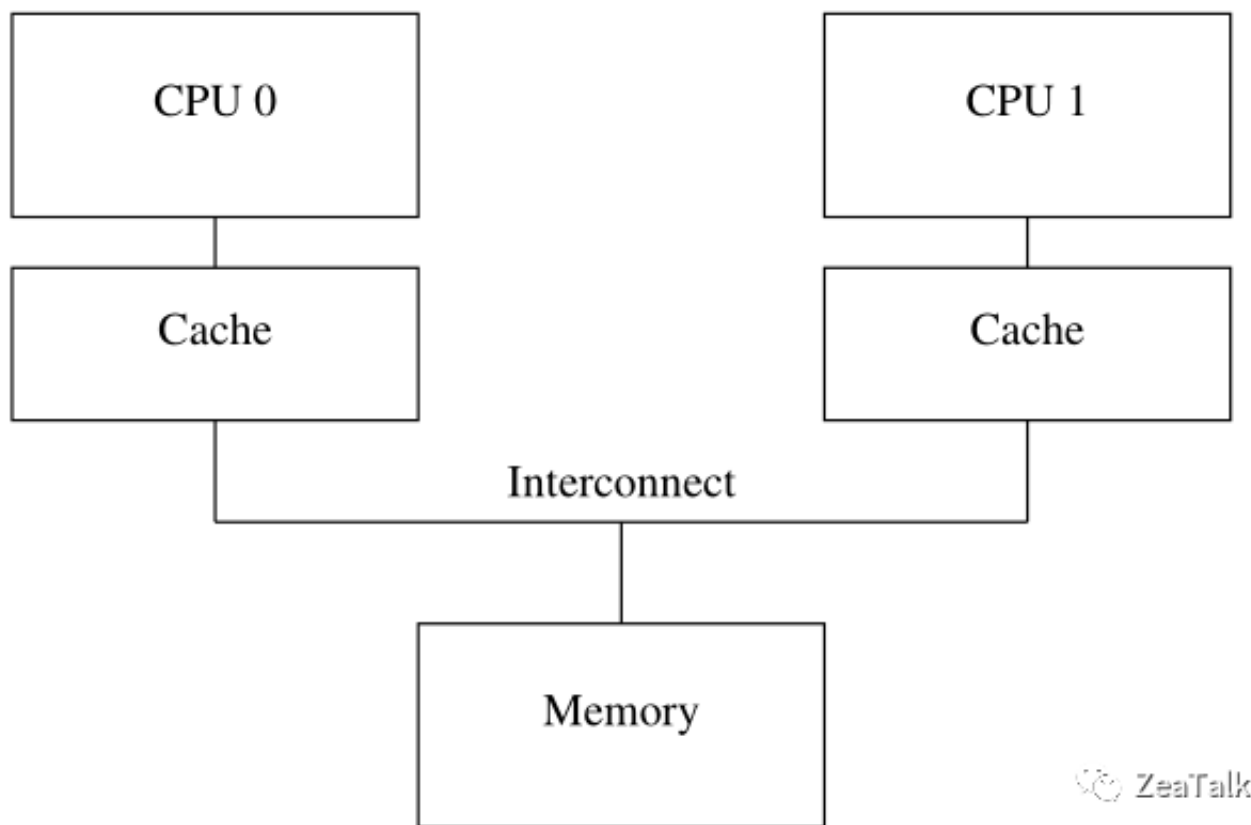 CPU 0
CPU 1
Cache
Cache
Interconnect
Memory
ZeaTalk